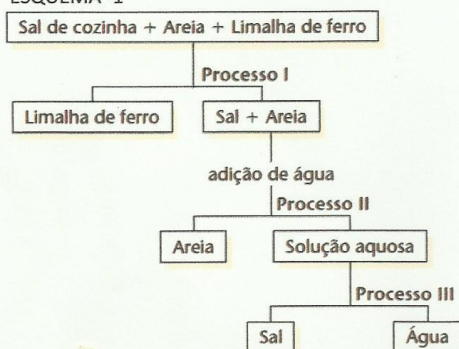 ESQUEMA 1
Sal de cozinha + Areia + Limalha de ferro
Processo I
Limalha de ferro
Sal + Areia
adição de água
Processo II
Areia
Solução aquosa
Processo III
Sal
Água